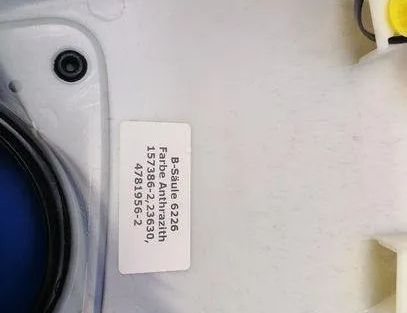 B-Säule 6226
Farbe Anthrazith
157386-2,23630,
4781956-2